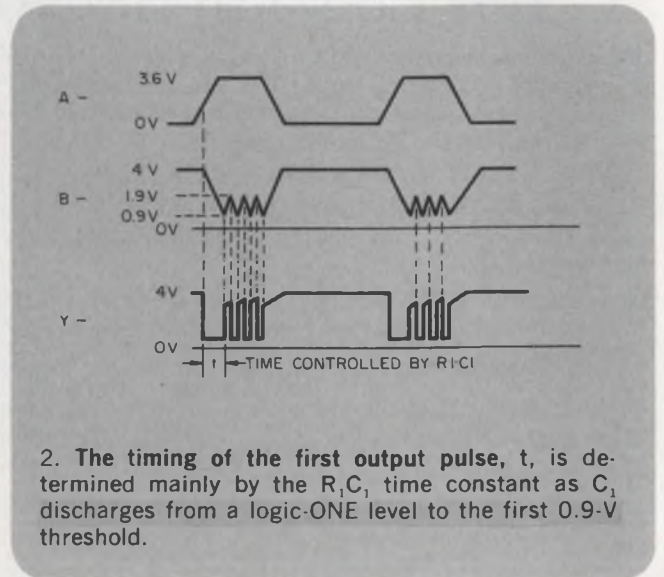 3.6 V
A -
0V
4 V
1.9V
B -
0.9V
0V
4V
Y -
0V
t
TIME CONTROLLED BY R1C1
2. The timing of the first output pulse, t, is de-
termined mainly by the R₁C₁ time constant as C₁
discharges from a logic-ONE level to the first 0.9-V
threshold.